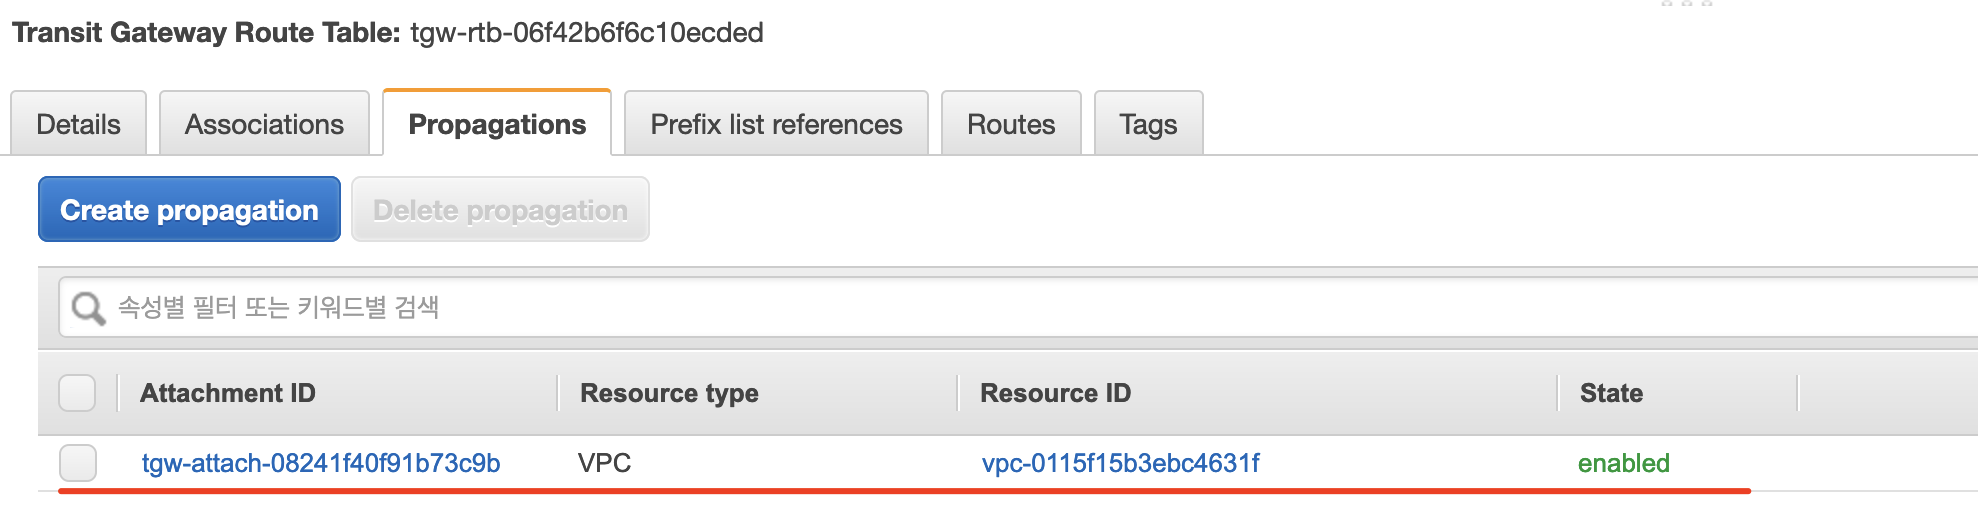 Transit Gateway Route Table: tgw-rtb-06f42b6f6c10ecded
Details Associations Propagations Prefix list references Routes Tags
Create propagation Delete propagation
속성별 필터 또는 키워드별 검색
Attachment ID Resource type Resource ID State
tgw-attach-08241f40f91b73c9b VPC vpc-0115f15b3ebc4631f enabled